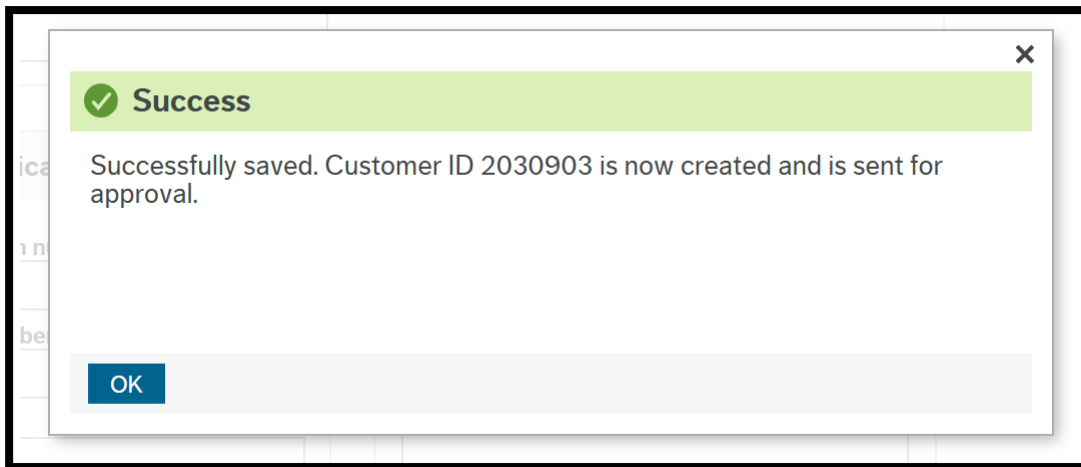 Success
Successfully saved. Customer ID 2030903 is now created and is sent for
approval.
OK